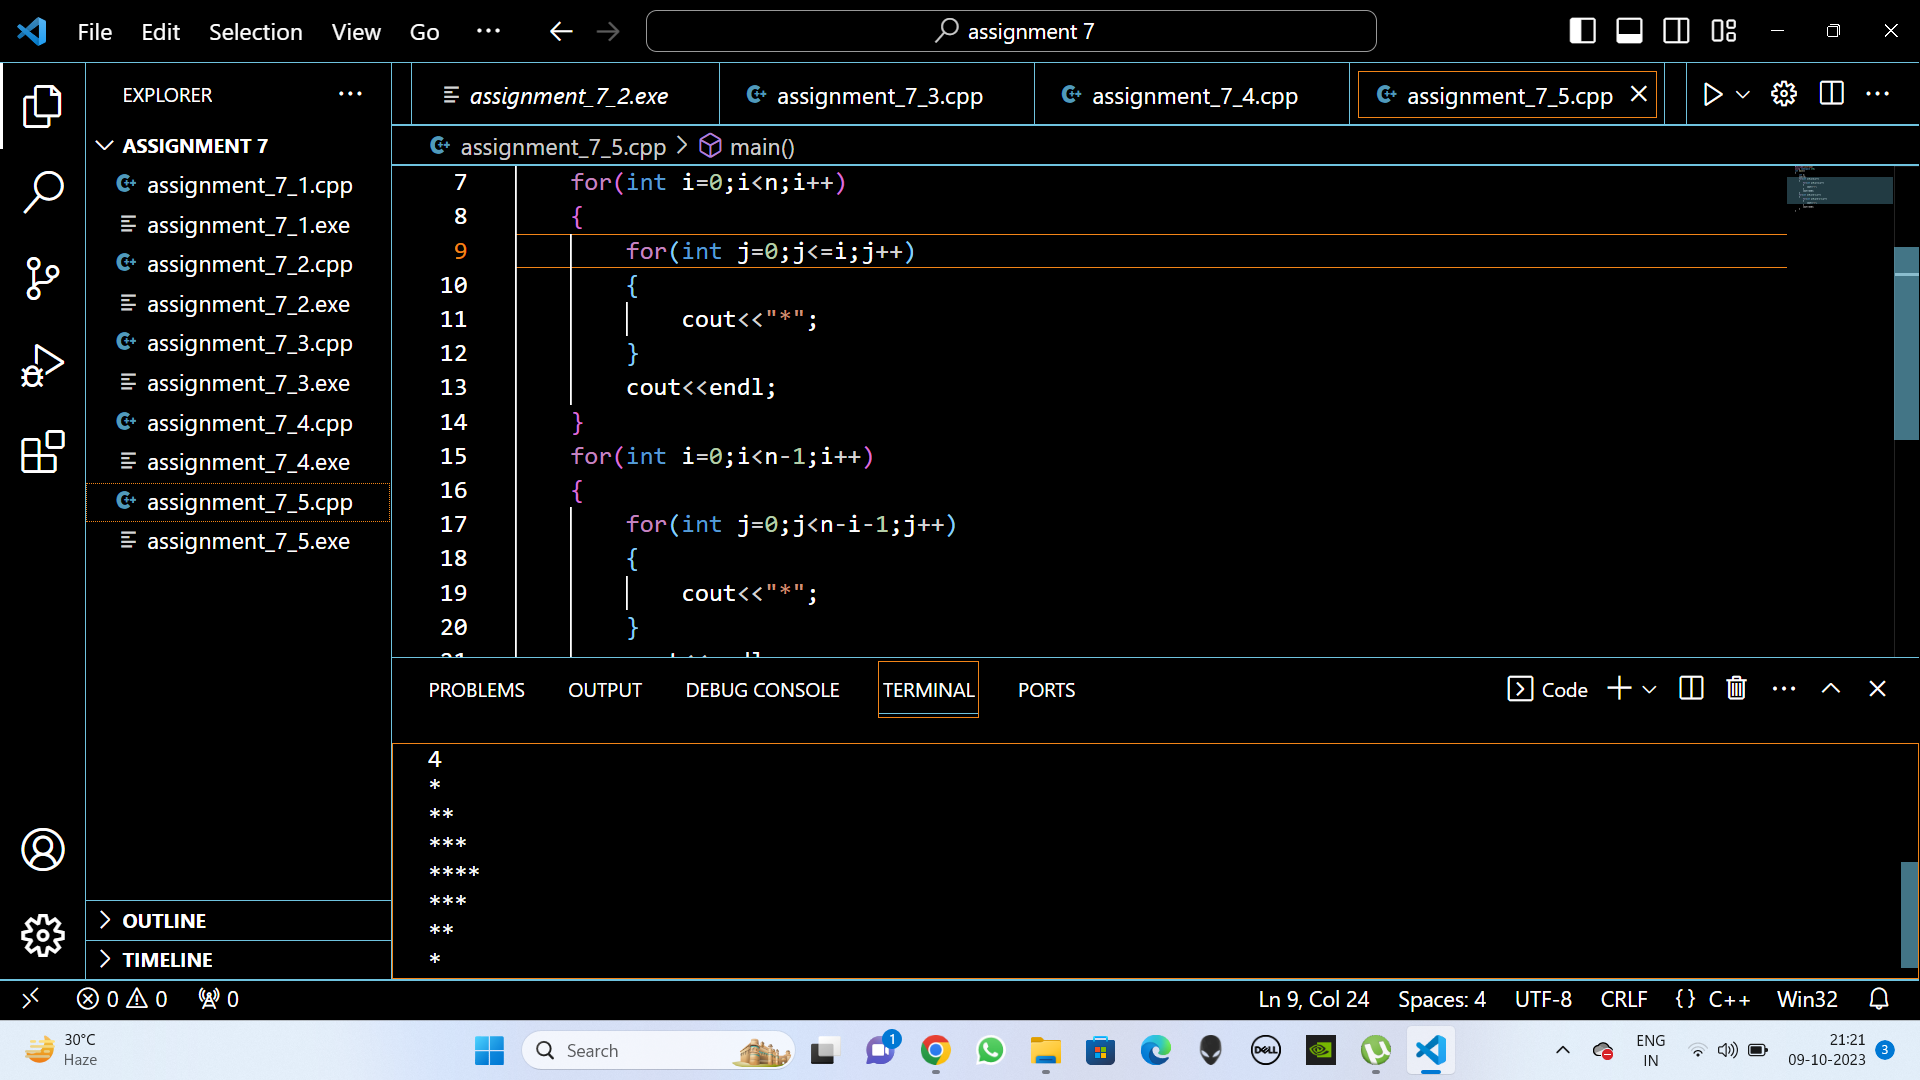 File Edit Selection View Go ... assignment 7
EXPLORER ...
assignment_7_2.exe assignment_7_3.cpp assignment_7_4.cpp assignment_7_5.cpp
assignment_7_5.cpp > main()
ASSIGNMENT 7
assignment_7_1.cpp
assignment_7_1.exe
assignment_7_2.cpp
assignment_7_2.exe
assignment_7_3.cpp
assignment_7_3.exe
assignment_7_4.cpp
assignment_7_4.exe
assignment_7_5.cpp
assignment_7_5.exe
OUTLINE
TIMELINE
7 for(int i=0;i<n;i++)
8 {
9 for(int j=0;j<=i;j++)
10 {
11 cout<<"*";
12 }
13 cout<<endl;
14 }
15 for(int i=0;i<n-1;i++)
16 {
17 for(int j=0;j<n-i-1;j++)
18 {
19 cout<<"*";
20 }
PROBLEMS OUTPUT DEBUG CONSOLE TERMINAL PORTS Code
4
*
**
***
****
***
**
*
0 0 0 Ln 9, Col 24 Spaces: 4 UTF-8 CRLF {} C++ Win32
30°C
Haze
Search
1
DELL
ENG
IN
21:21
09-10-2023
3